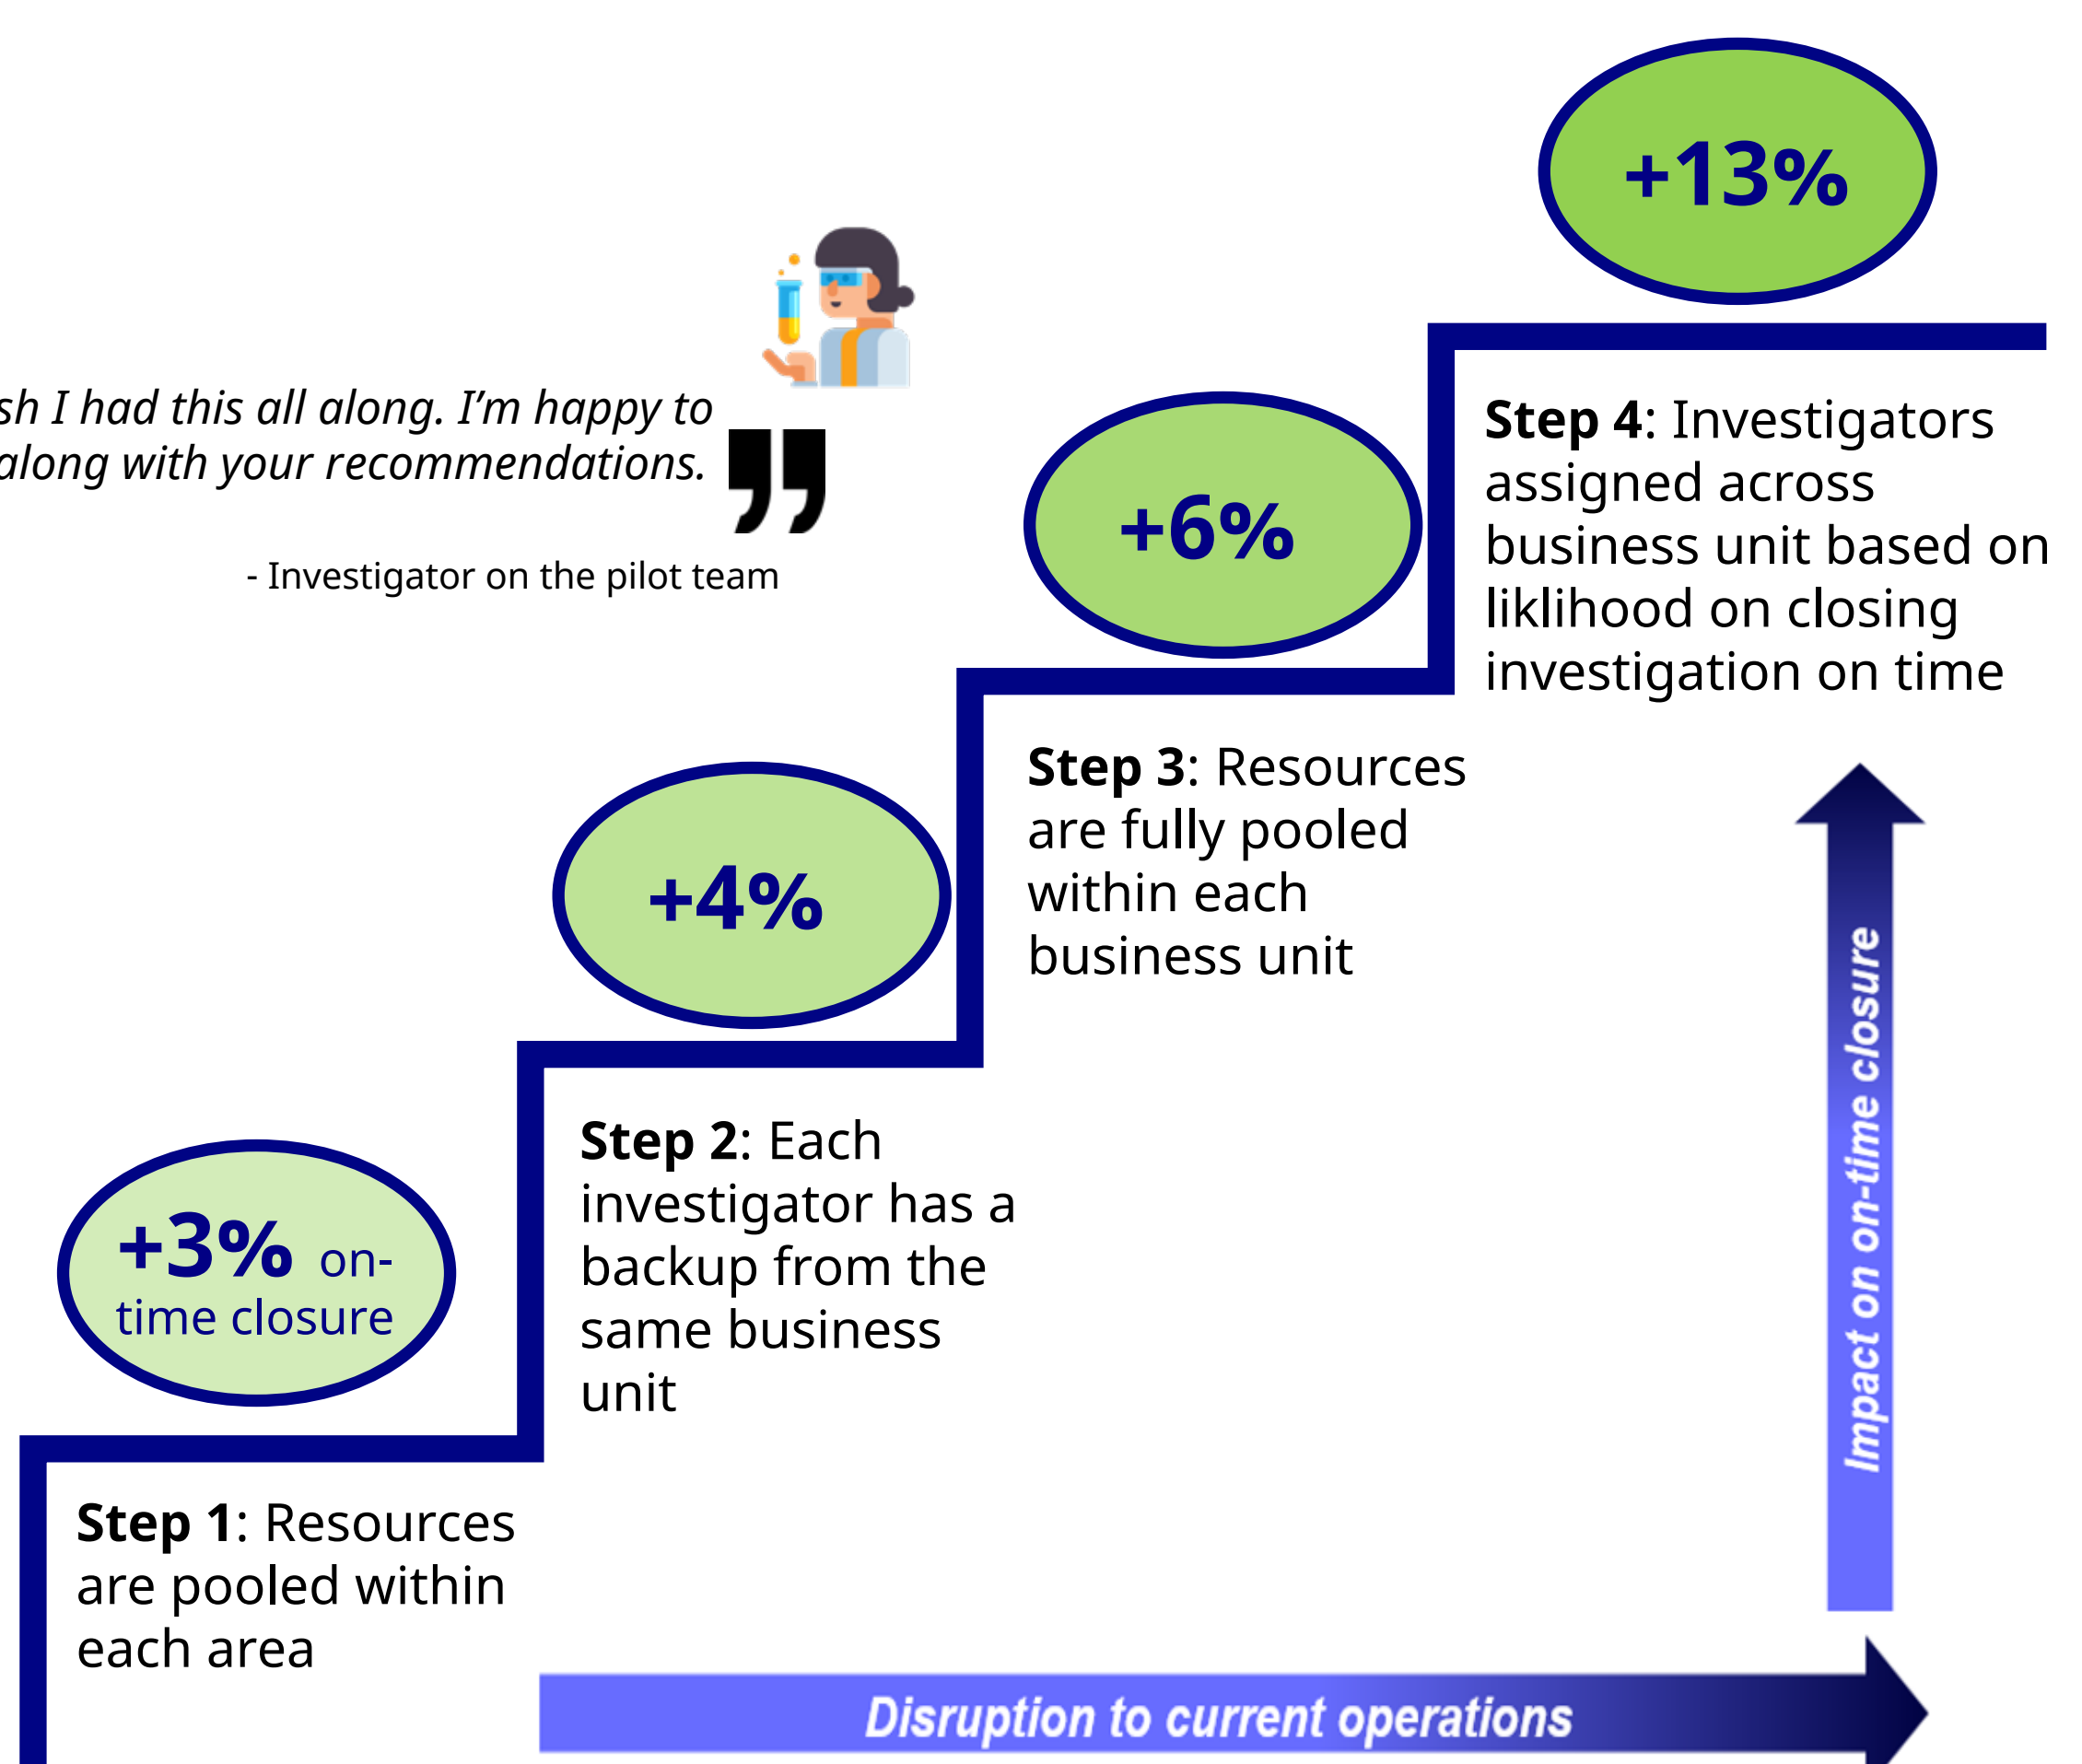 +13%
sh I had this all along. I’m happy to
along with your recommendations.
”
- Investigator on the pilot team
+6%
Step 4: Investigators
assigned across
business unit based on
liklihood on closing
investigation on time
+4%
Step 3: Resources
are fully pooled
within each
business unit
+3% on-
time closure
Step 2: Each
investigator has a
backup from the
same business
unit
Step 1: Resources
are pooled within
each area
Impact on on-time closure
Disruption to current operations